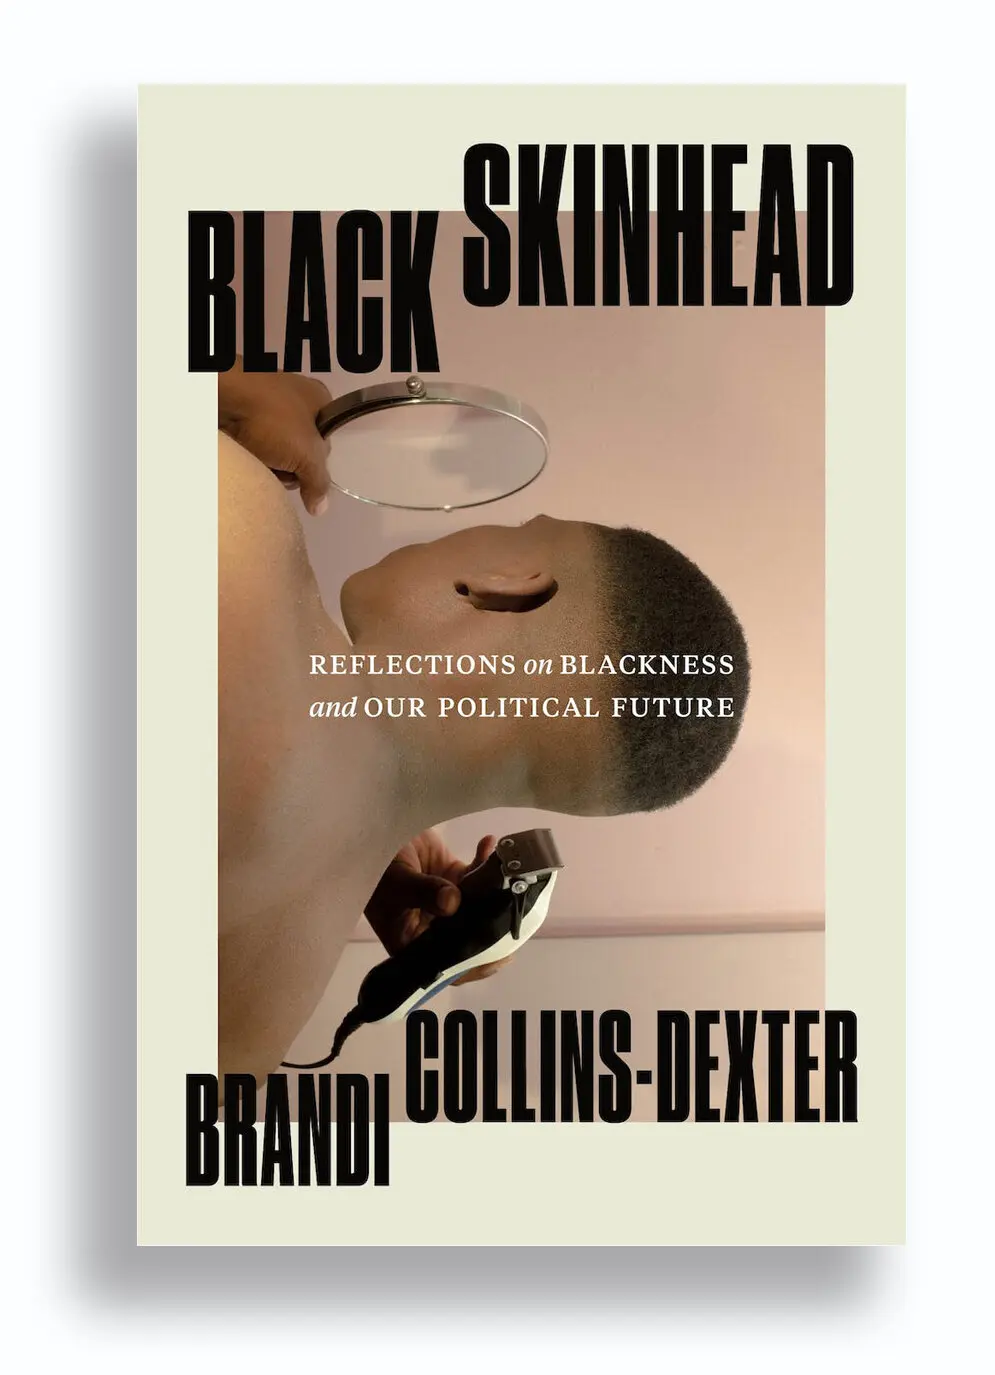 BLACK SKINHEAD
REFLECTIONS on BLACKNESS
and OUR POLITICAL FUTURE
BRANDI COLLINS-DEXTER